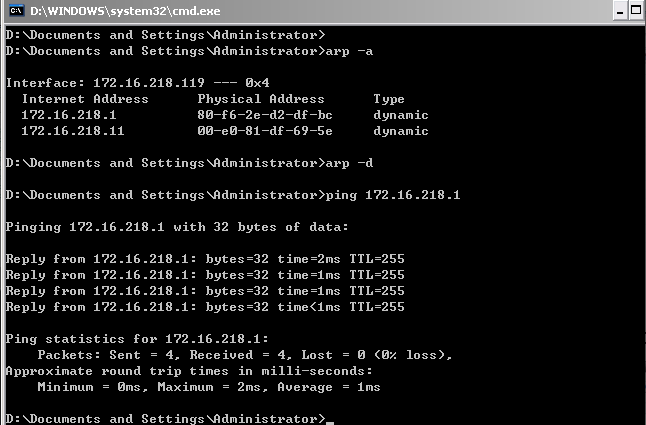 D:\WINDOWS\system32\cmd.exe
D:\Documents and Settings\Administrator>
D:\Documents and Settings\Administrator>arp -a
Interface: 172.16.218.119 --- 0x4
Internet Address Physical Address Type
172.16.218.1 80-f6-2e-d2-df-bc dynamic
172.16.218.11 00-e0-81-df-69-5e dynamic
D:\Documents and Settings\Administrator>arp -d
D:\Documents and Settings\Administrator>ping 172.16.218.1
Pinging 172.16.218.1 with 32 bytes of data:
Reply from 172.16.218.1: bytes=32 time=2ms TTL=255
Reply from 172.16.218.1: bytes=32 time=1ms TTL=255
Reply from 172.16.218.1: bytes=32 time=1ms TTL=255
Reply from 172.16.218.1: bytes=32 time<1ms TTL=255
Ping statistics for 172.16.218.1:
Packets: Sent = 4, Received = 4, Lost = 0 (0% loss),
Approximate round trip times in milli-seconds:
Minimum = 0ms, Maximum = 2ms, Average = 1ms
D:\Documents and Settings\Administrator>_